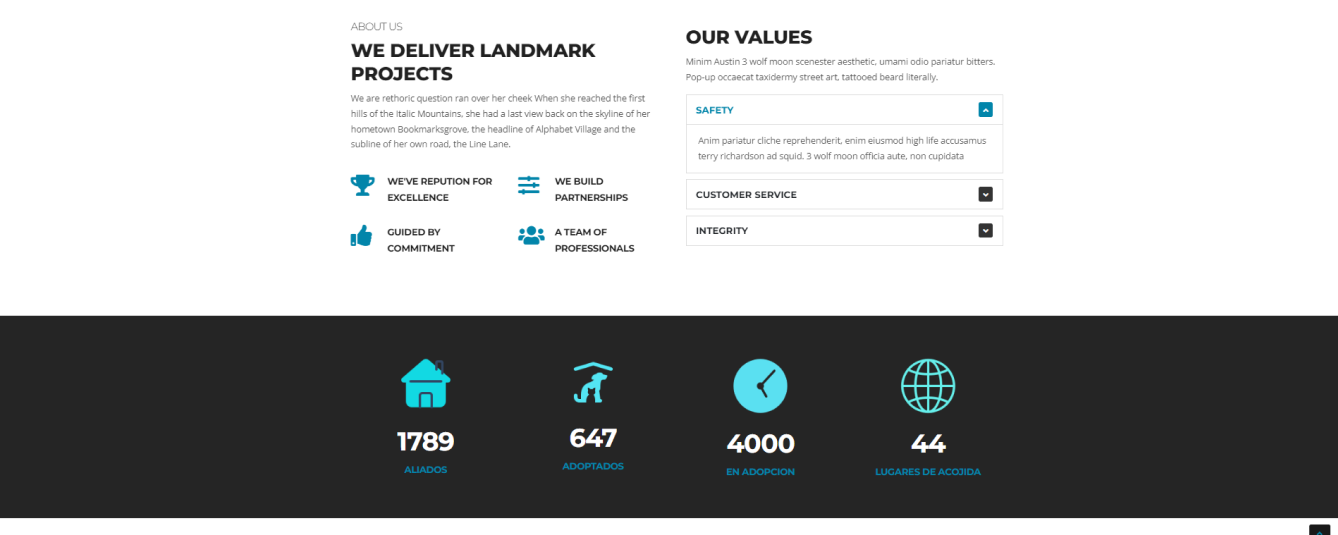 ABOUT US
WE DELIVER LANDMARK
PROJECTS
We are rethoric question ran over her cheek When she reached the first
hills of the Italic Mountains, she had a last view back on the skyline of her
hometown Bookmarksgrove, the headline of Alphabet Village and the
subline of her own road, the Line Lane.
WE'VE REPUTION FOR
EXCELLENCE
WE BUILD
PARTNERSHIPS
GUIDED BY
COMMITMENT
A TEAM OF
PROFESSIONALS
OUR VALUES
Minim Austin 3 wolf moon scenester aesthetic, umami odio pariatur bitters.
Pop-up occaecat taxidermy street art, tattooed beard literally.
SAFETY
Anim pariatur cliche reprehenderit, enim eiusmod high life accusamus
terry richardson ad squid. 3 wolf moon officia aute, non cupidata
CUSTOMER SERVICE
INTEGRITY
1789
ALIADOS
647
ADOPTADOS
4000
EN ADOPCION
44
LUGARES DE ACOJIDA